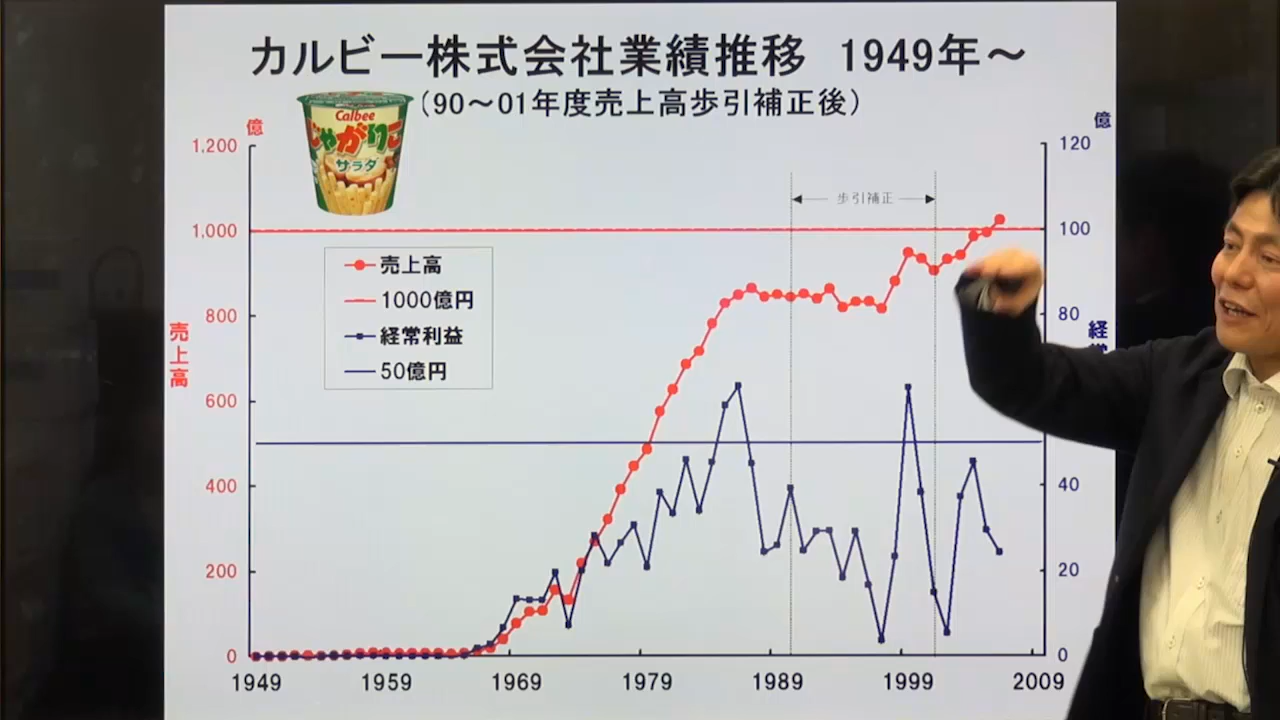 カルビー株式会社業績推移 1949年～
(90～01年度売上高歩引補正後)
Calbee
じゃがりこ
サラダ
億
億
1,200
1,000
800
600
400
200
0
売上高
120
100
80
40
20
0
経常
歩引補正
売上高
1000億円
経常利益
50億円
1949
1959
1969
1979
1989
1999
2009